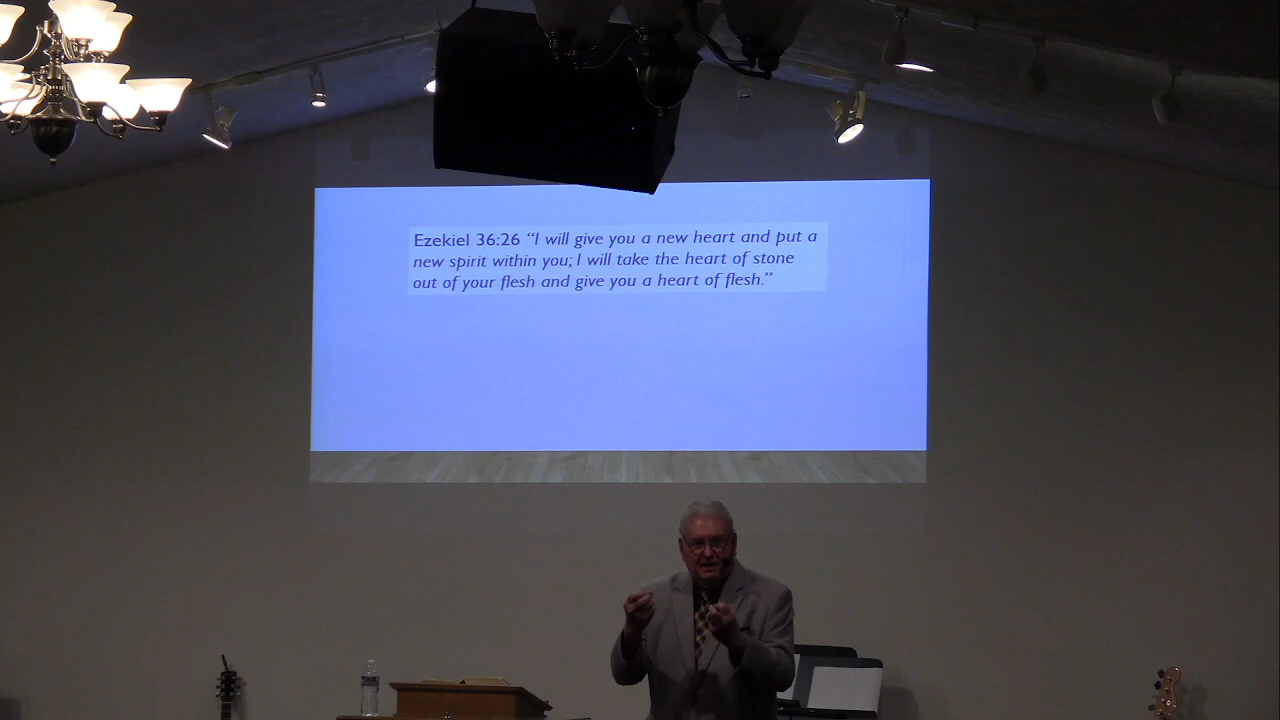 Ezekiel 36:26 “I will give you a new heart and put a
new spirit within you; I will take the heart of stone
out of your flesh and give you a heart of flesh.”